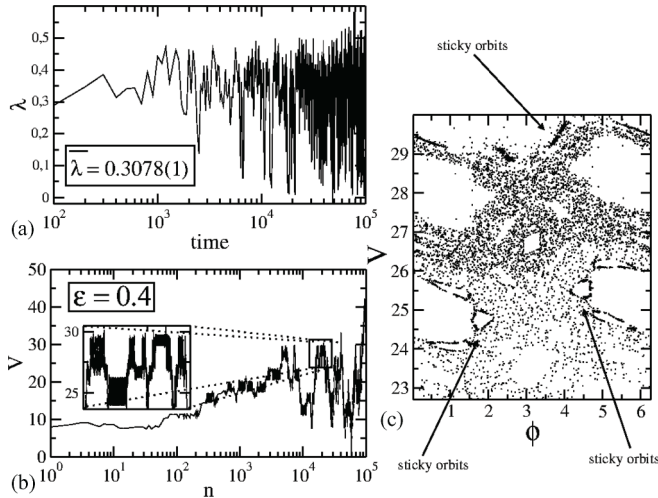 (a)
λ
0,5
0,4
0,3
0,2
0,1
0
λ = 0.3078(1)
10^2 10^3 10^4 10^5
time
(b)
V
50
40
30
20
10
0
ε = 0.4
30
25
10^0 10^1 10^2 10^3 10^4 10^5
n
sticky orbits
V
29
28
27
26
25
24
23
1 2 3 4 5 6
(c)
ϕ
sticky orbits
sticky orbits